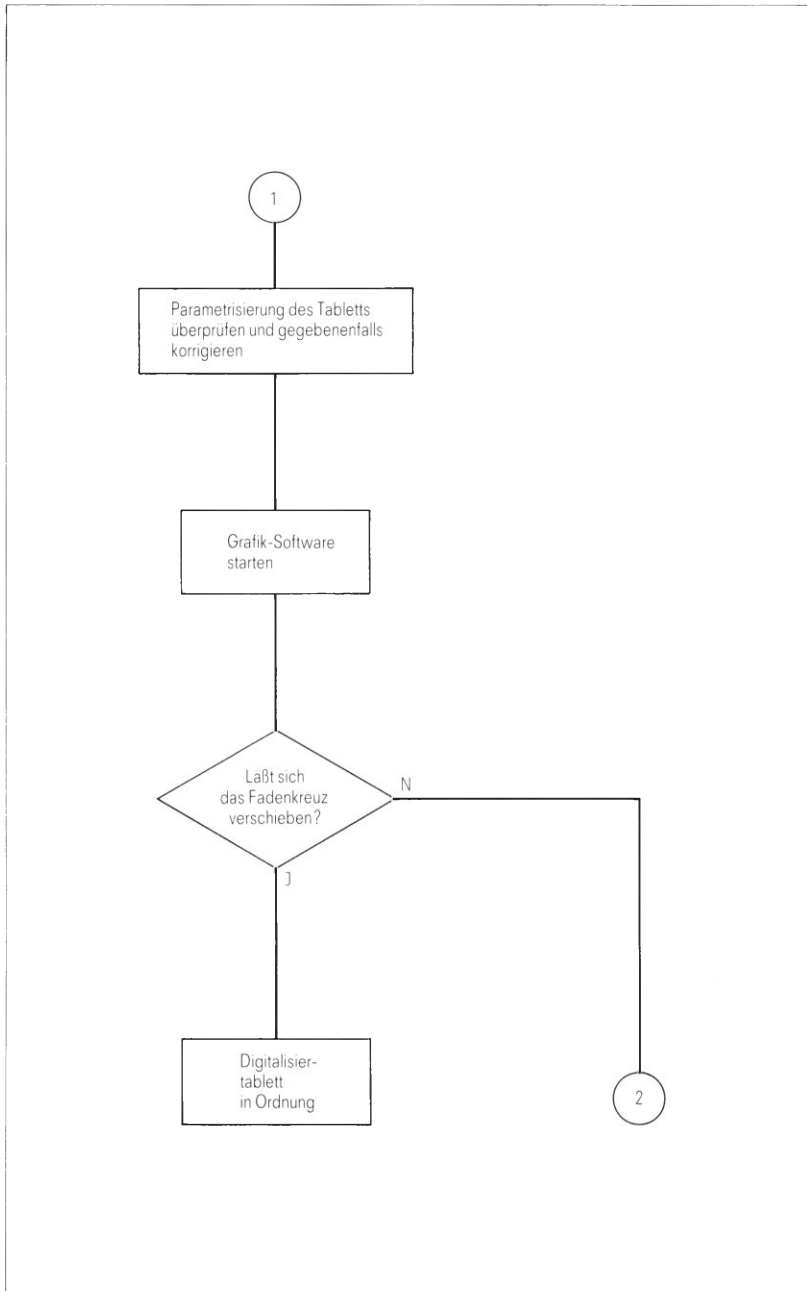 1
Parametrisierung des Tabletts
überprüfen und gegebenenfalls
korrigieren
Grafik-Software
starten
Läßt sich
das Fadenkreuz
verschieben?
N
J
Digitalisier-
tablett
in Ordnung
2